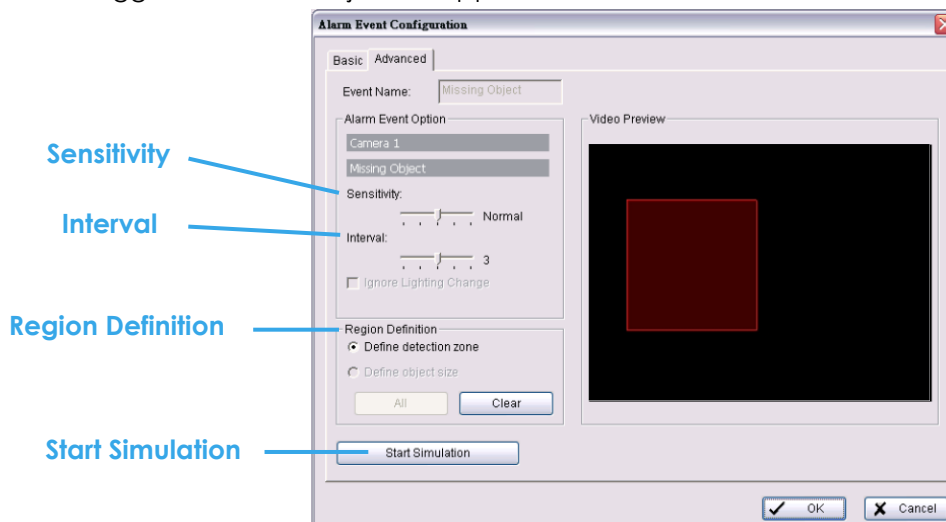 Alarm Event Configuration
Basic Advanced
Event Name: Missing Object
Alarm Event Option
Camera 1
Missing Object
Sensitivity:
Normal
Interval:
3
Ignore Lighting Change
Region Definition
Define detection zone
Define object size
All Clear
Start Simulation
Video Preview
OK Cancel
Sensitivity
Interval
Region Definition
Start Simulation